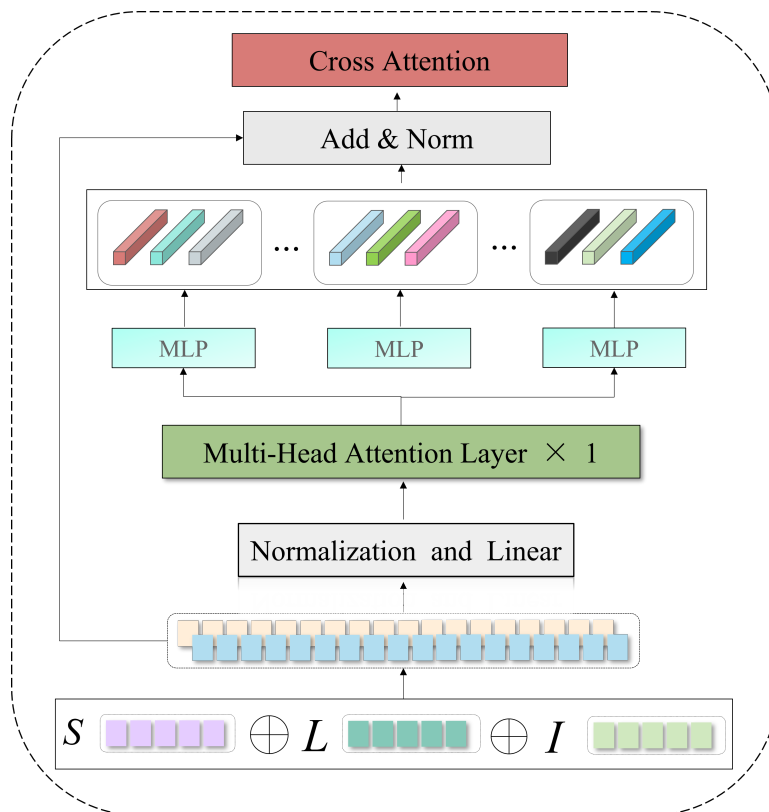 Cross Attention
Add & Norm
... ...
MLP MLP MLP
Multi-Head Attention Layer × 1
Normalization and Linear
S ⊕ L ⊕ I